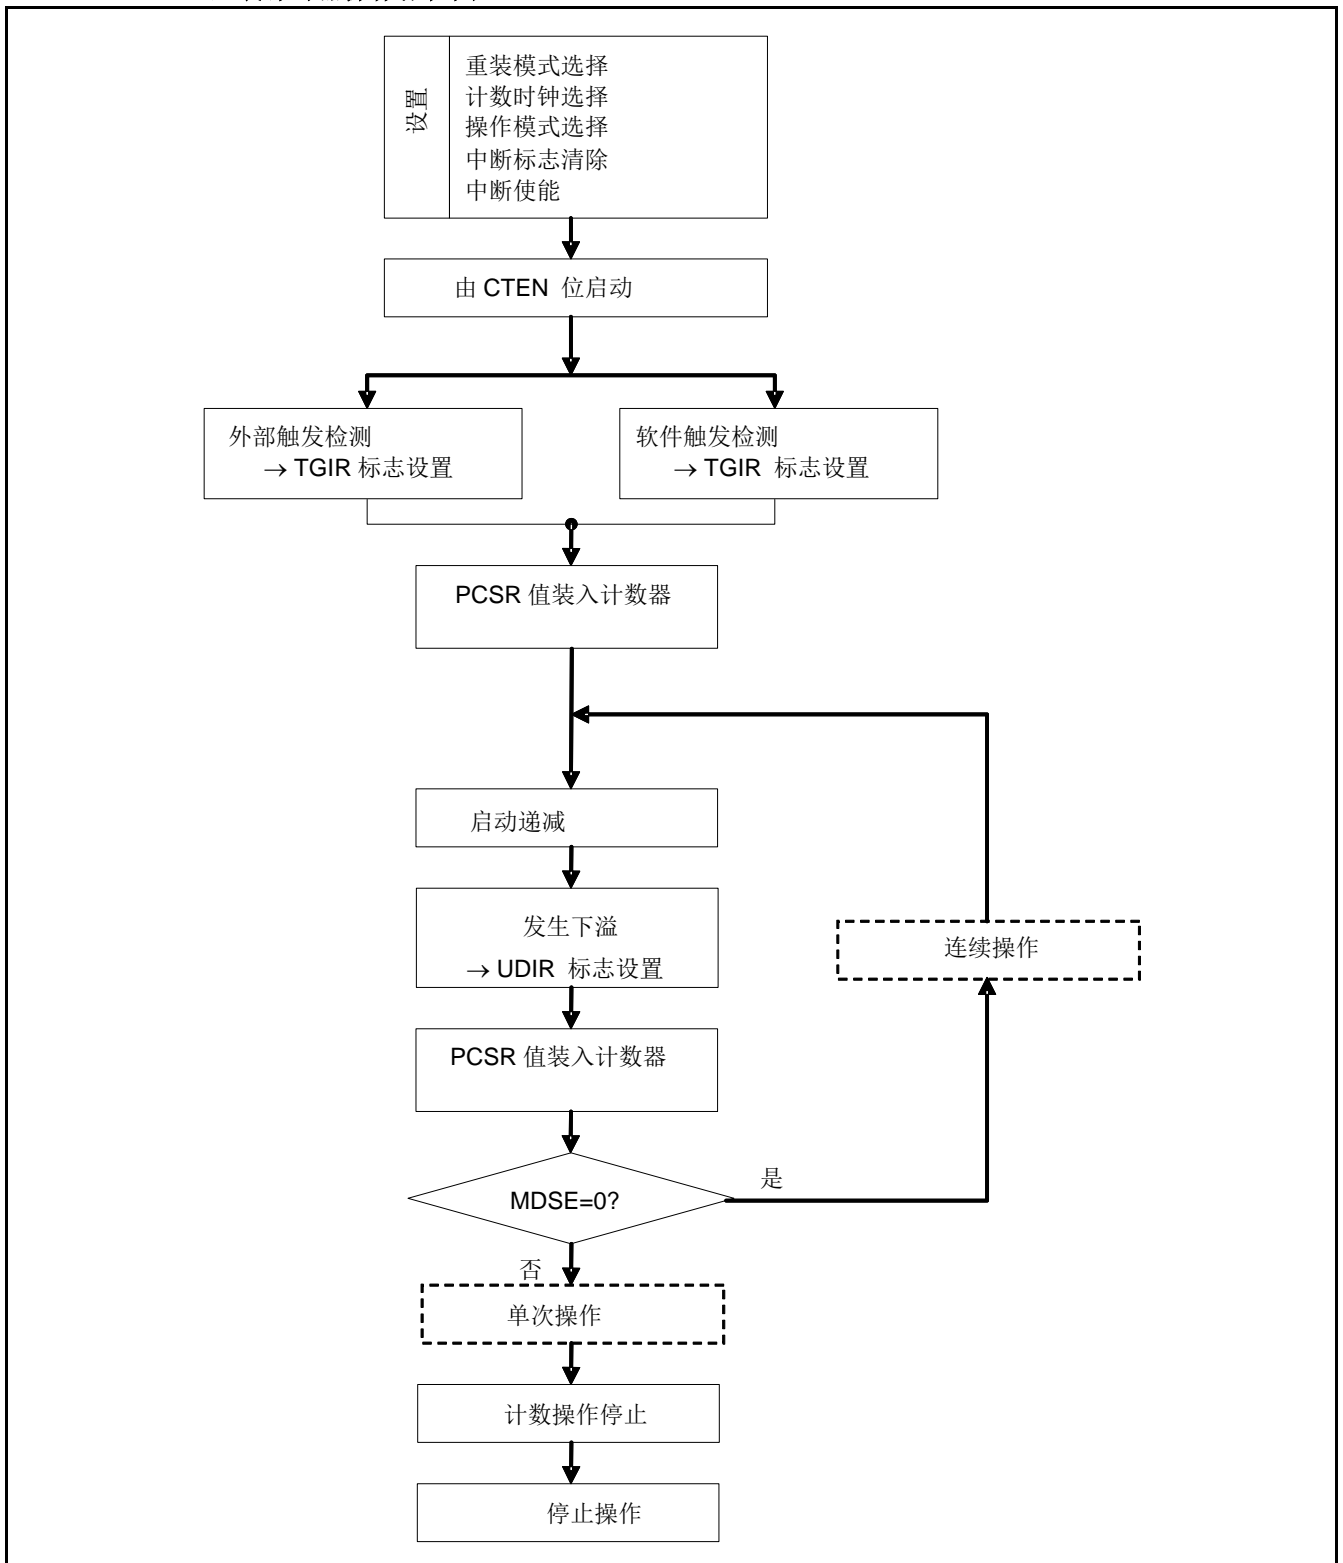 设置
重装模式选择
计数时钟选择
操作模式选择
中断标志清除
中断使能
由 CTEN 位启动
外部触发检测
→ TGIR 标志设置
软件触发检测
→ TGIR 标志设置
PCSR 值装入计数器
启动递减
发生下溢
→ UDIR 标志设置
连续操作
PCSR 值装入计数器
MDSE=0?
是
否
单次操作
计数操作停止
停止操作